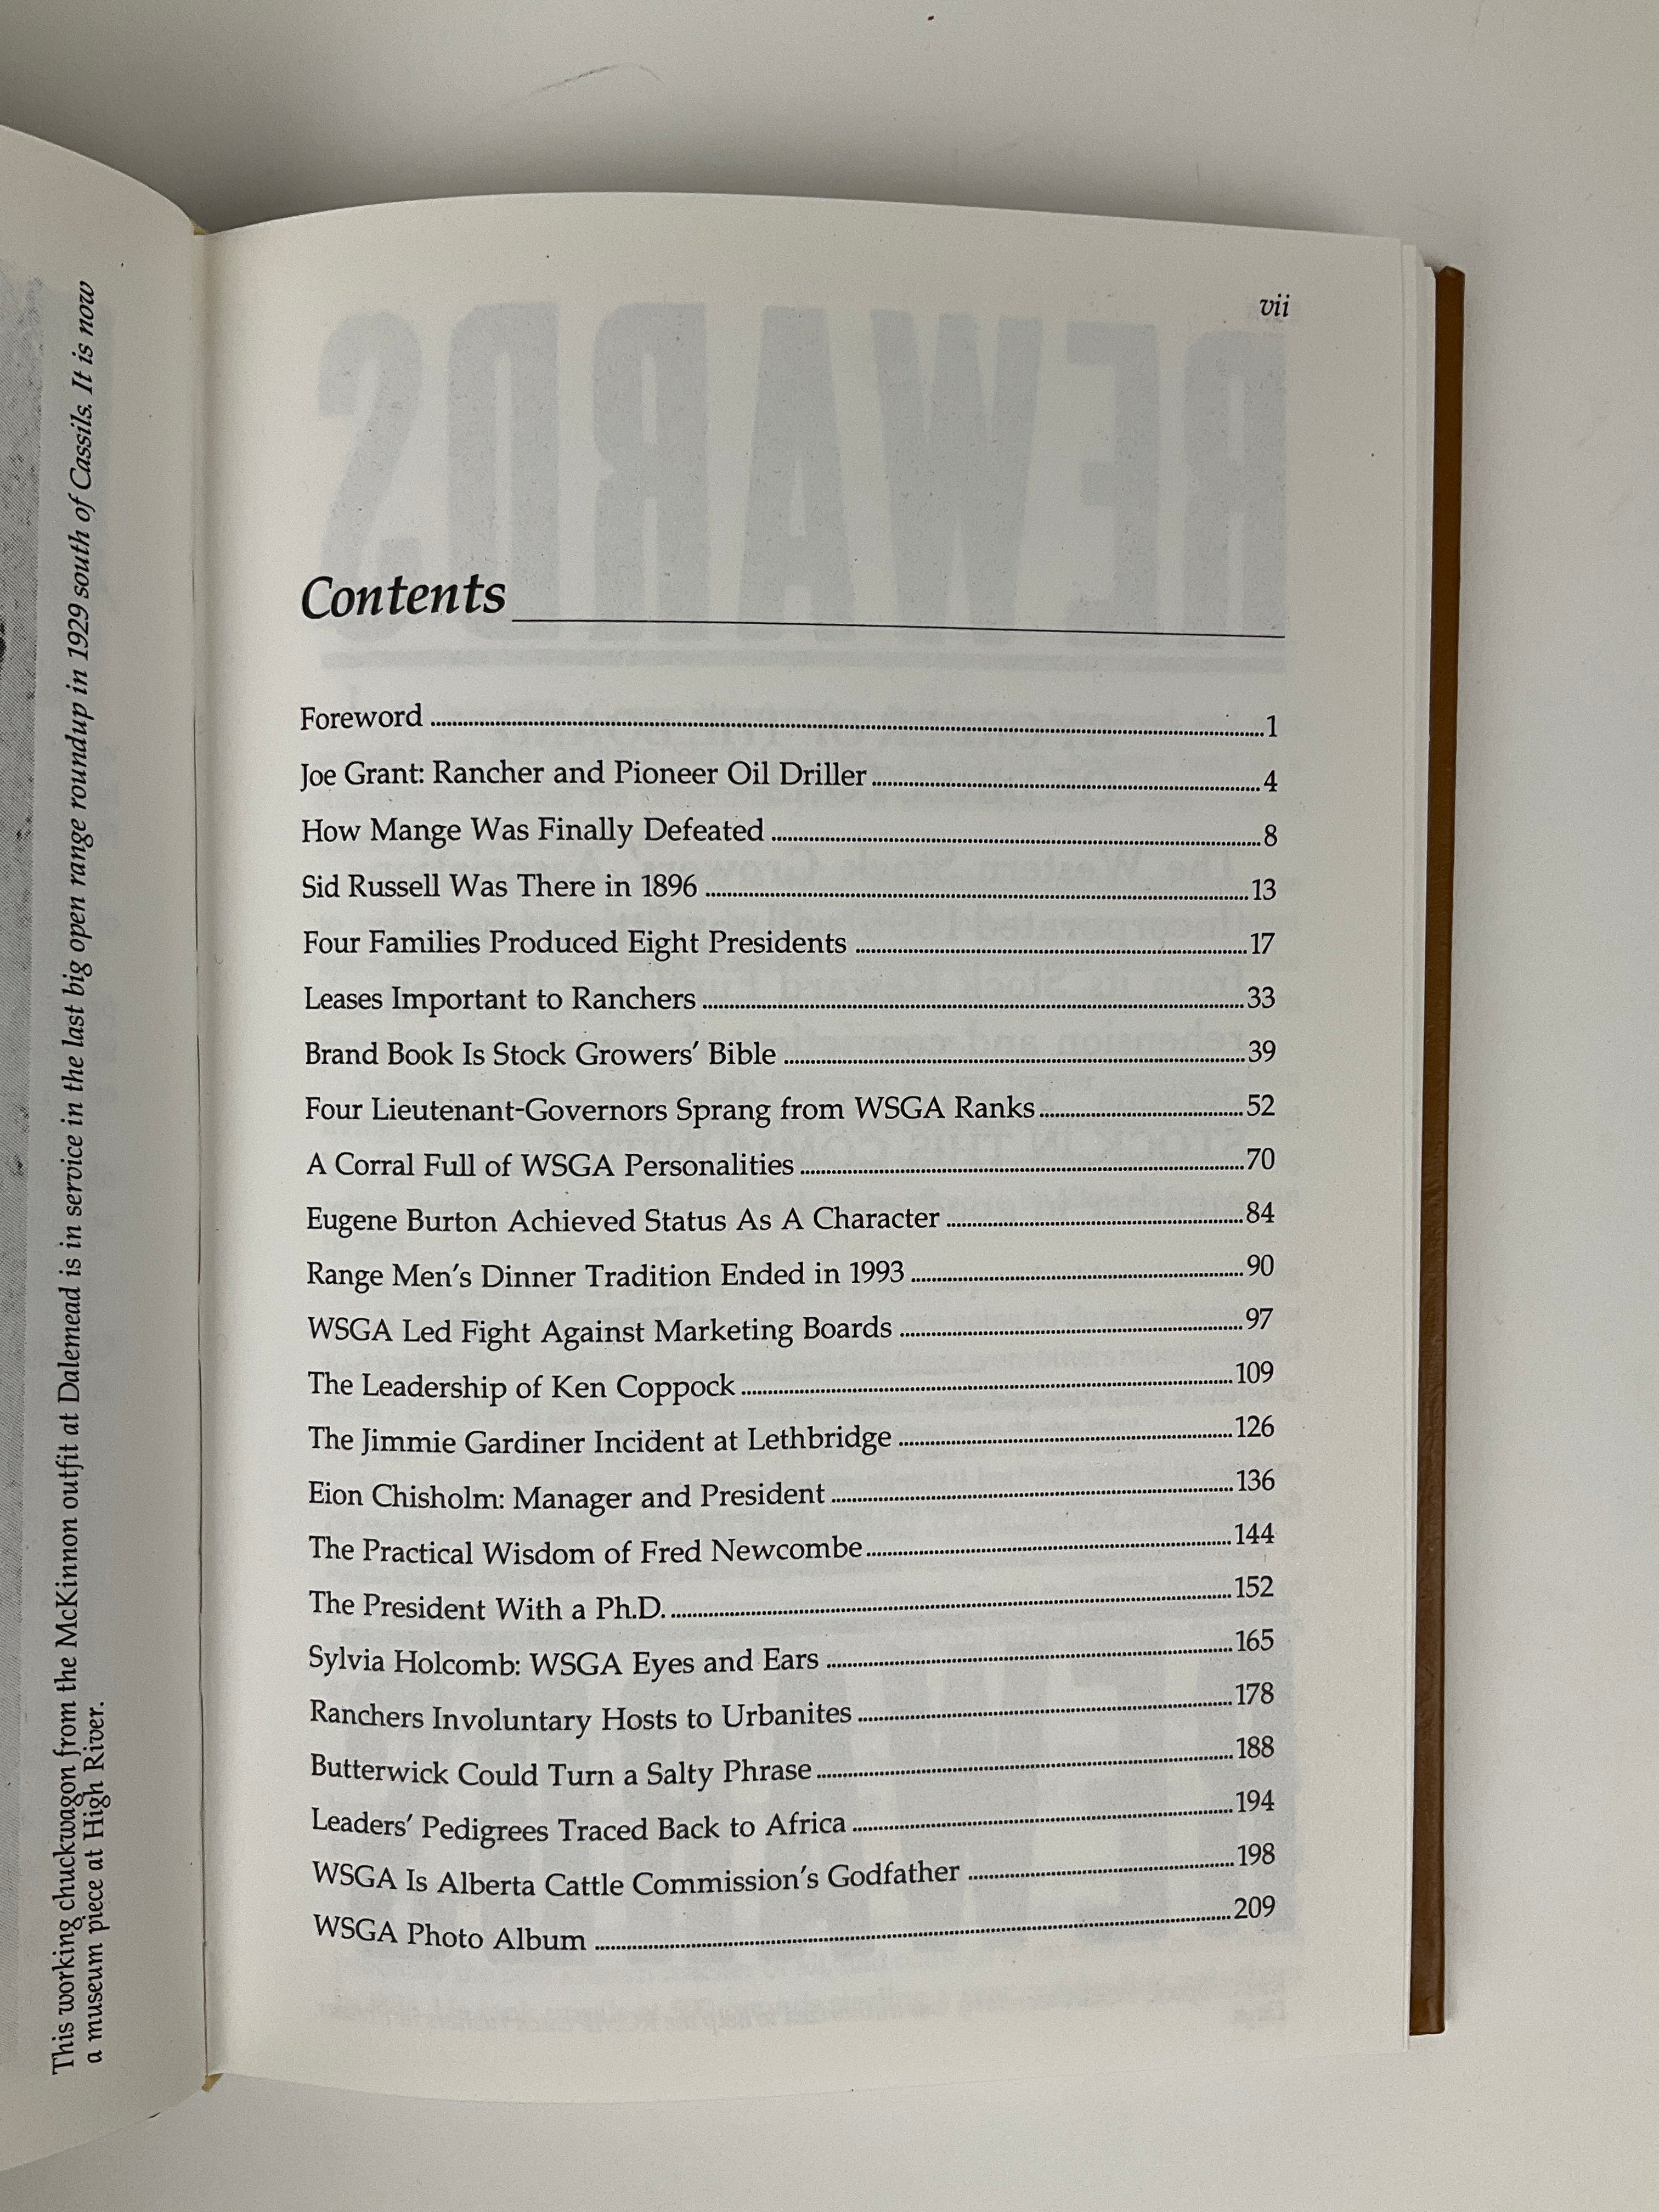 This working chuckwagon from the McKinnon outfit at Dalemead is in service in the last big open range roundup in 1929 south of Cassils. It is now
a museum piece at High River.
vii
REWARDS
Contents
Foreword 1
Joe Grant: Rancher and Pioneer Oil Driller 4
How Mange Was Finally Defeated 8
Sid Russell Was There in 1896 13
Four Families Produced Eight Presidents 17
Leases Important to Ranchers 33
Brand Book Is Stock Growers' Bible 39
Four Lieutenant-Governors Sprang from WSGA Ranks 52
A Corral Full of WSGA Personalities 70
Eugene Burton Achieved Status As A Character 84
Range Men's Dinner Tradition Ended in 1993 90
WSGA Led Fight Against Marketing Boards 97
The Leadership of Ken Coppock 109
The Jimmie Gardiner Incident at Lethbridge 126
Eion Chisholm: Manager and President 136
The Practical Wisdom of Fred Newcombe 144
The President With a Ph.D. 152
Sylvia Holcomb: WSGA Eyes and Ears 165
Ranchers Involuntary Hosts to Urbanites 178
Butterwick Could Turn a Salty Phrase 188
Leaders' Pedigrees Traced Back to Africa 194
WSGA Is Alberta Cattle Commission's Godfather 198
WSGA Photo Album 209